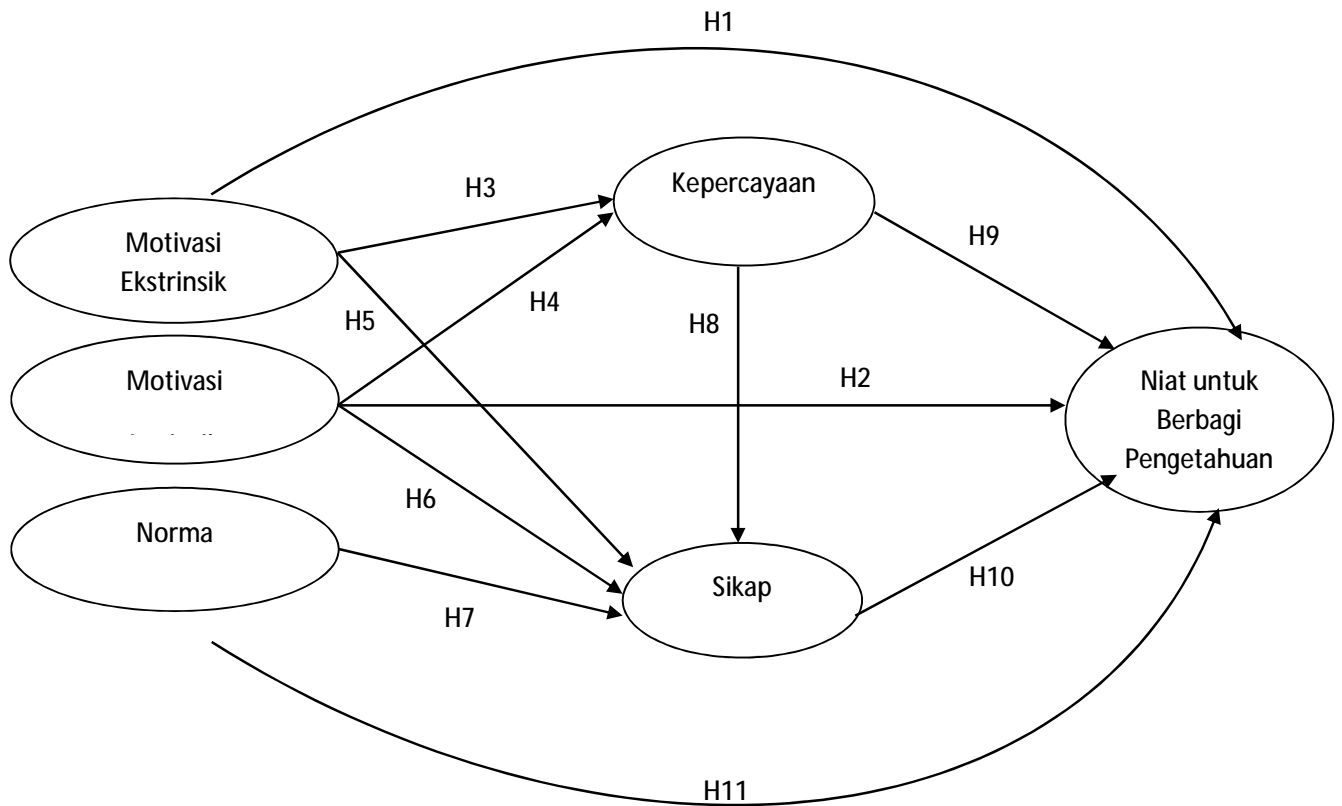 H1
Kepercayaan
H3
Motivasi
Ekstrinsik
H9
H4
H5
H8
Motivasi
H2
Niat untuk
Berbagi
Pengetahuan
H6
Norma
H10
Sikap
H7
H11